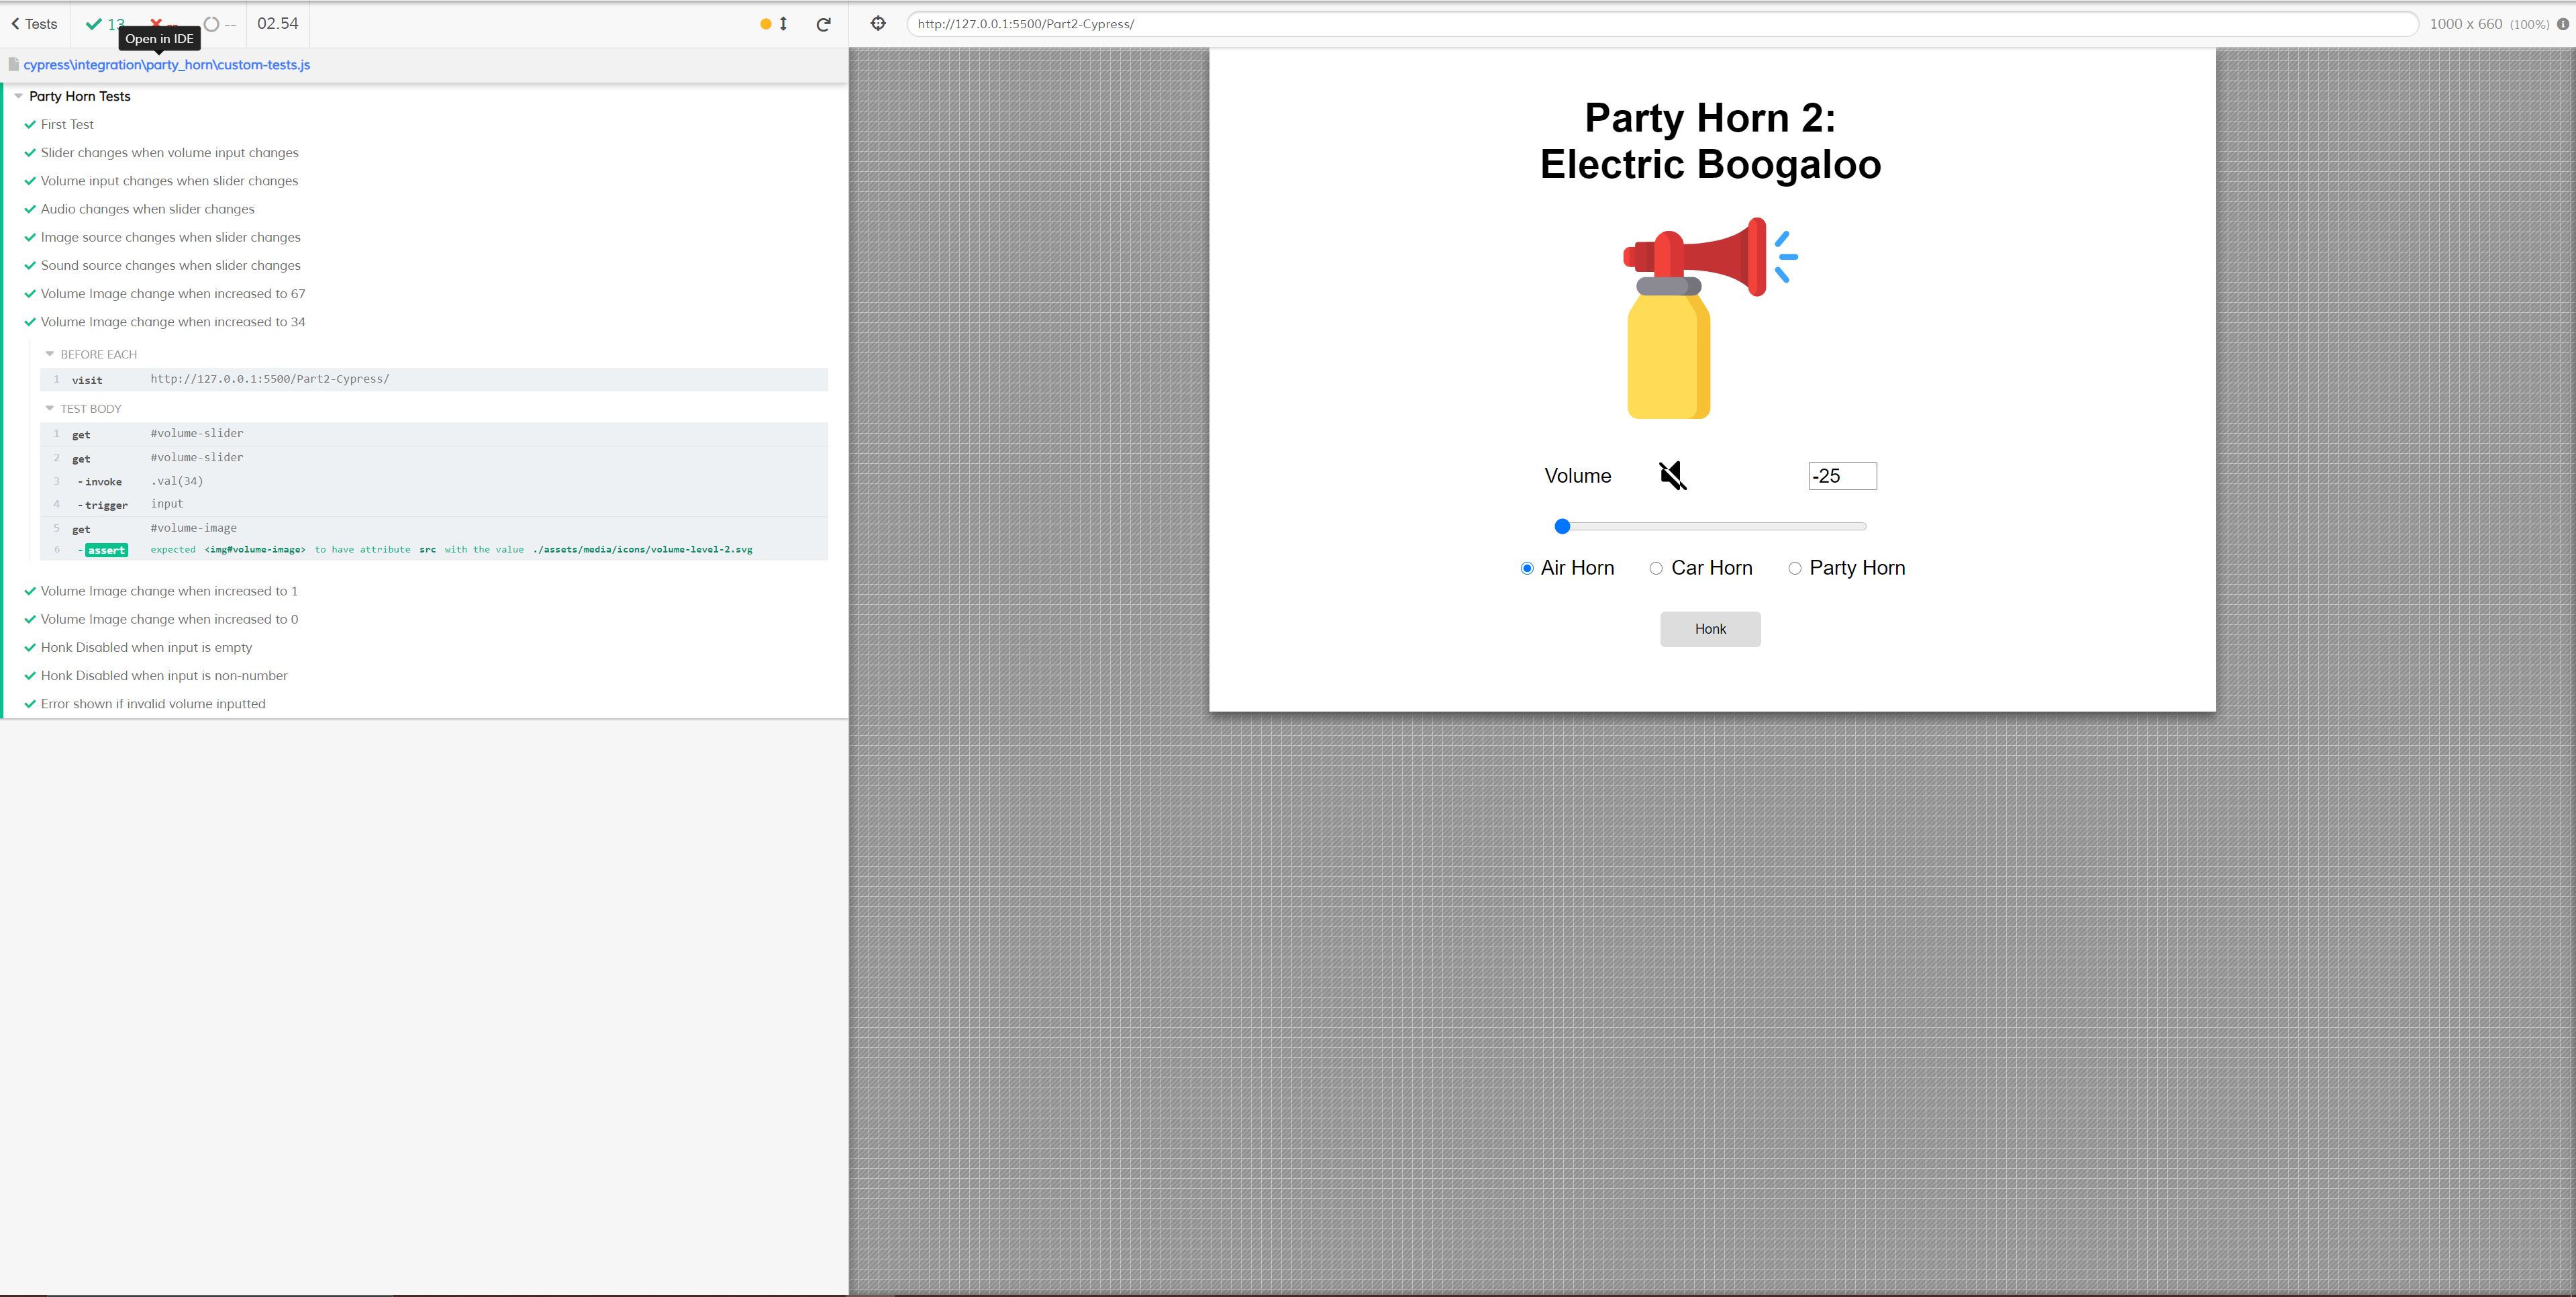 Tests
13
--
--
02.54
Open in IDE
cypress\integration\party_horn\custom-tests.js
Party Horn Tests
First Test
Slider changes when volume input changes
Volume input changes when slider changes
Audio changes when slider changes
Image source changes when slider changes
Sound source changes when slider changes
Volume Image change when increased to 67
Volume Image change when increased to 34
BEFORE EACH
1 visit http://127.0.0.1:5500/Part2-Cypress/
TEST BODY
1 get #volume-slider
2 get #volume-slider
3 -invoke .val(34)
4 -trigger input
5 get #volume-image
6 -assert expected <img#volume-image> to have attribute src with the value ./assets/media/icons/volume-level-2.svg
Volume Image change when increased to 1
Volume Image change when increased to 0
Honk Disabled when input is empty
Honk Disabled when input is non-number
Error shown if invalid volume inputted
http://127.0.0.1:5500/Part2-Cypress/
1000 x 660 (100%)
Party Horn 2:
Electric Boogaloo
Volume -25
Air Horn Car Horn Party Horn
Honk